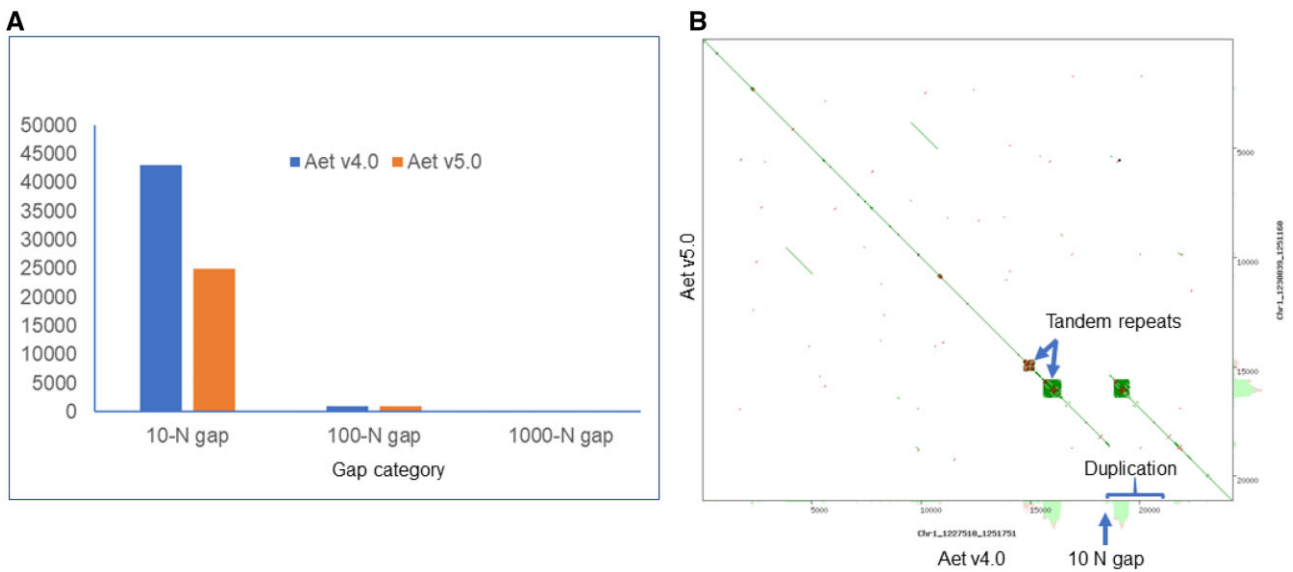 A
50000
45000
40000
35000
30000
25000
20000
15000
10000
5000
0
Aet v4.0 Aet v5.0
10-N gap 100-N gap 1000-N gap
Gap category
B
Aet v5.0
Tandem repeats
Duplication
5000
10000
15000
20000
Chr1_1230039_1251160
5000 10000 15000 20000
Chr1_1227510_1251751
Aet v4.0
10 N gap